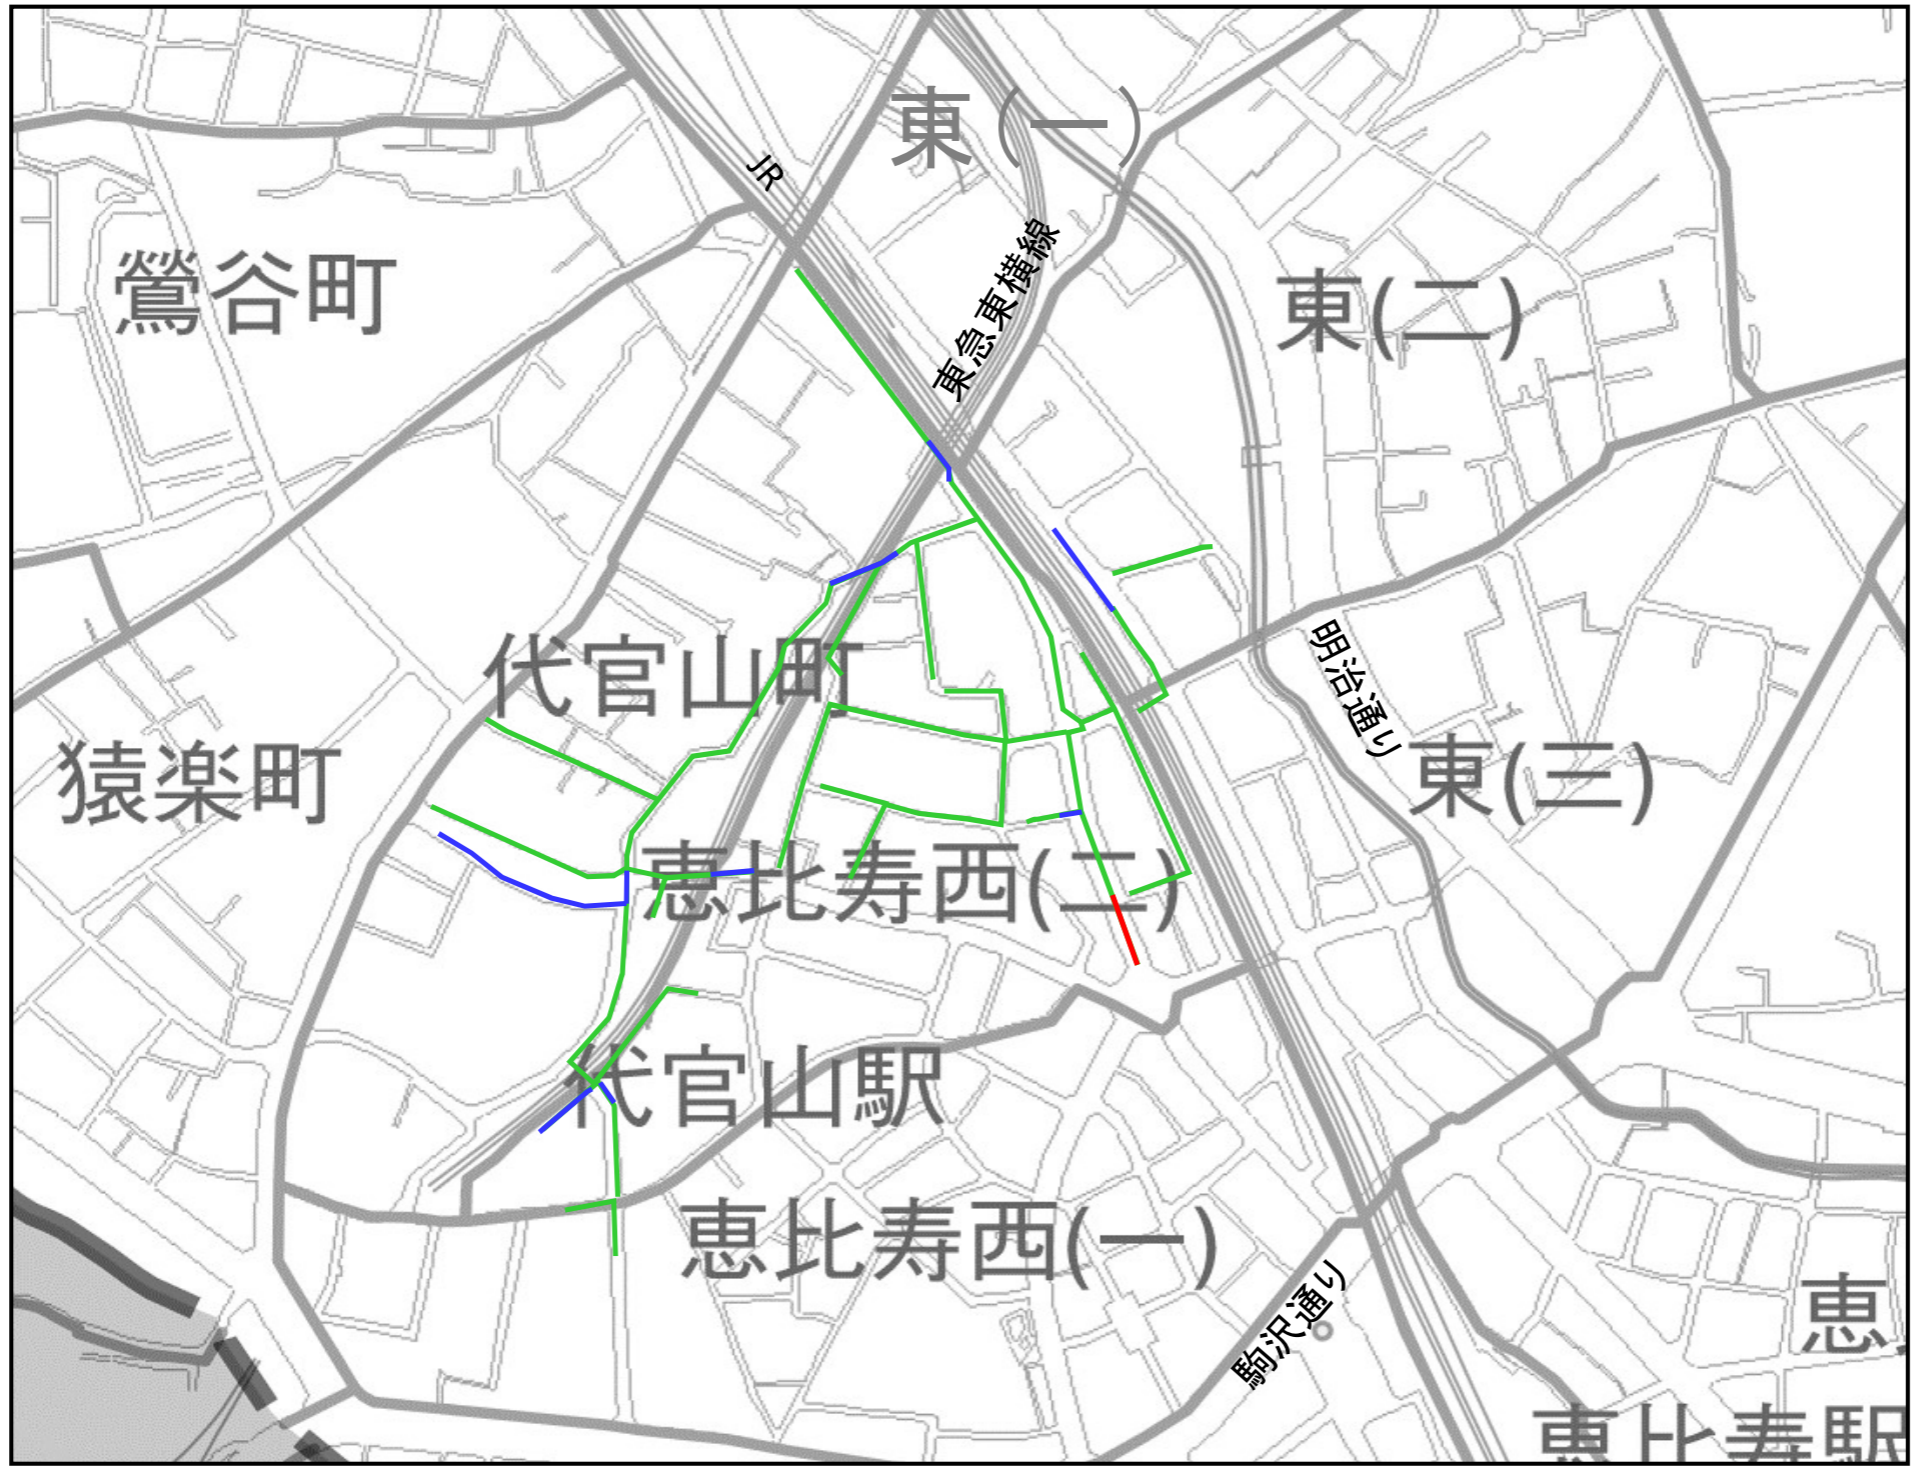 東(一)
JR
東急東横線
鶯谷町
東(二)
代官山町
明治通り
猿楽町
東(三)
恵比寿西(二)
代官山駅
恵比寿西(一)
駒沢通り
恵
恵比寿駅